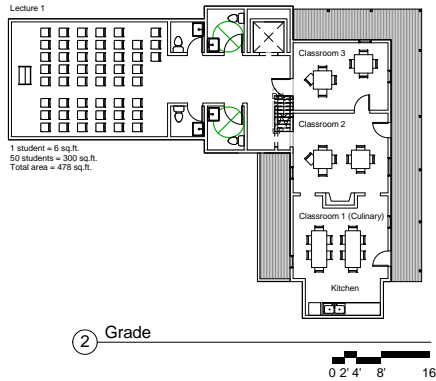 Lecture 1
Classroom 3
Classroom 2
1 student = 6 sq.ft.
50 students = 300 sq.ft.
Total area = 478 sq.ft.
Classroom 1 (Culinary)
Kitchen
2 Grade
0 2' 4' 8' 16